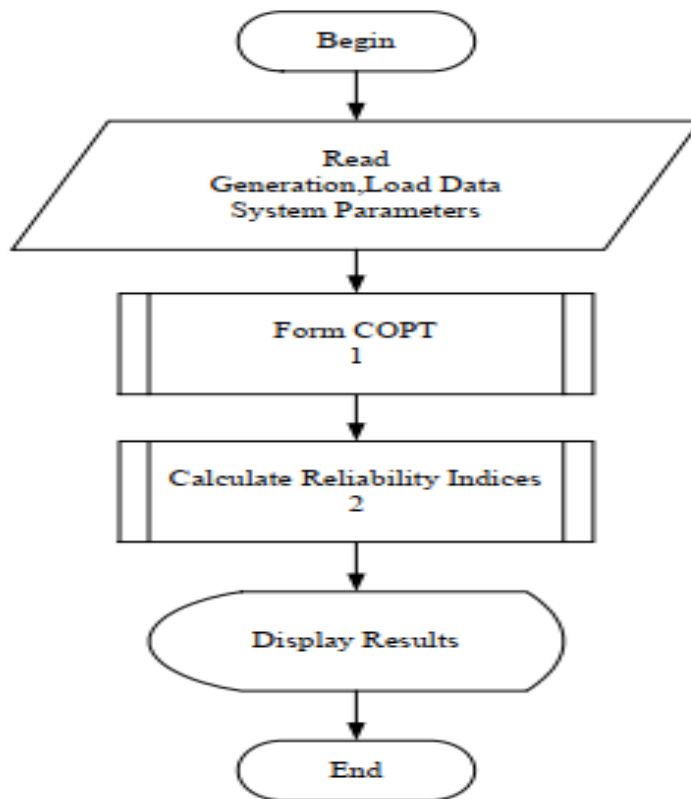 Begin
Read
Generation,Load Data
System Parameters
Form COPT
1
Calculate Reliability Indices
2
Display Results
End